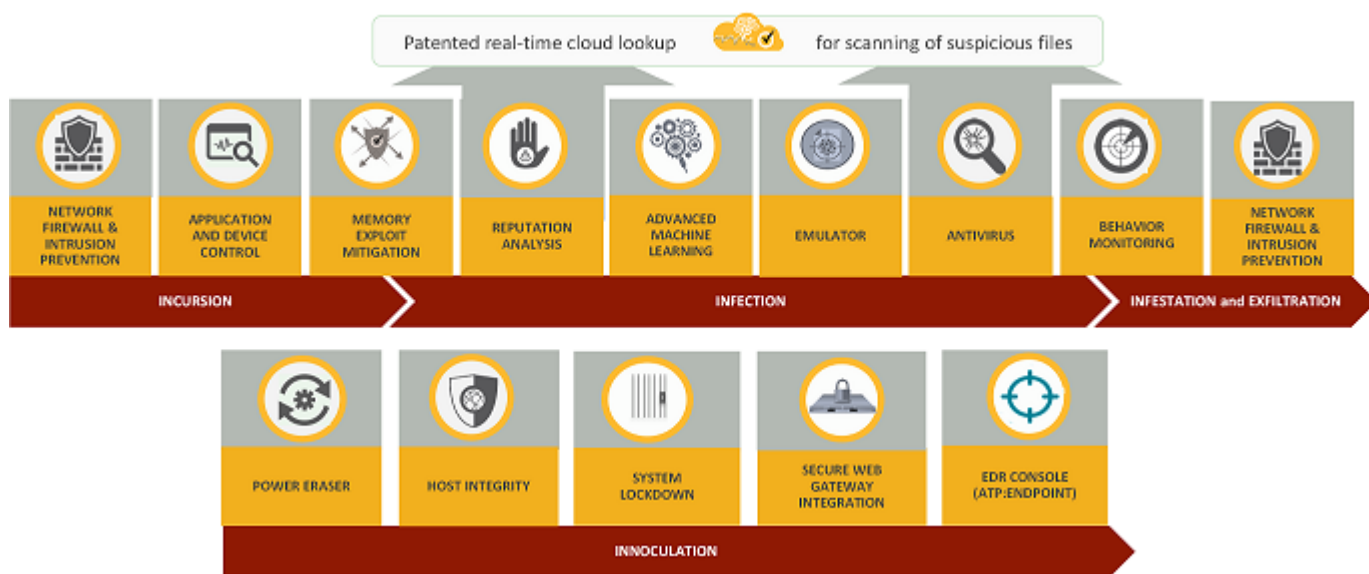 Patented real-time cloud lookup for scanning of suspicious files
NETWORK
FIREWALL &
INTRUSION
PREVENTION
APPLICATION
AND DEVICE
CONTROL
MEMORY
EXPLOIT
MITIGATION
REPUTATION
ANALYSIS
ADVANCED
MACHINE
LEARNING
EMULATOR
ANTIVIRUS
BEHAVIOR
MONITORING
NETWORK
FIREWALL &
INTRUSION
PREVENTION
INCURSION
INFECTION
INFESTATION and EXFILTRATION
POWER ERASER
HOST INTEGRITY
SYSTEM
LOCKDOWN
SECURE WEB
GATEWAY
INTEGRATION
EDR CONSOLE
(ATP:ENDPOINT)
INNOCULATION